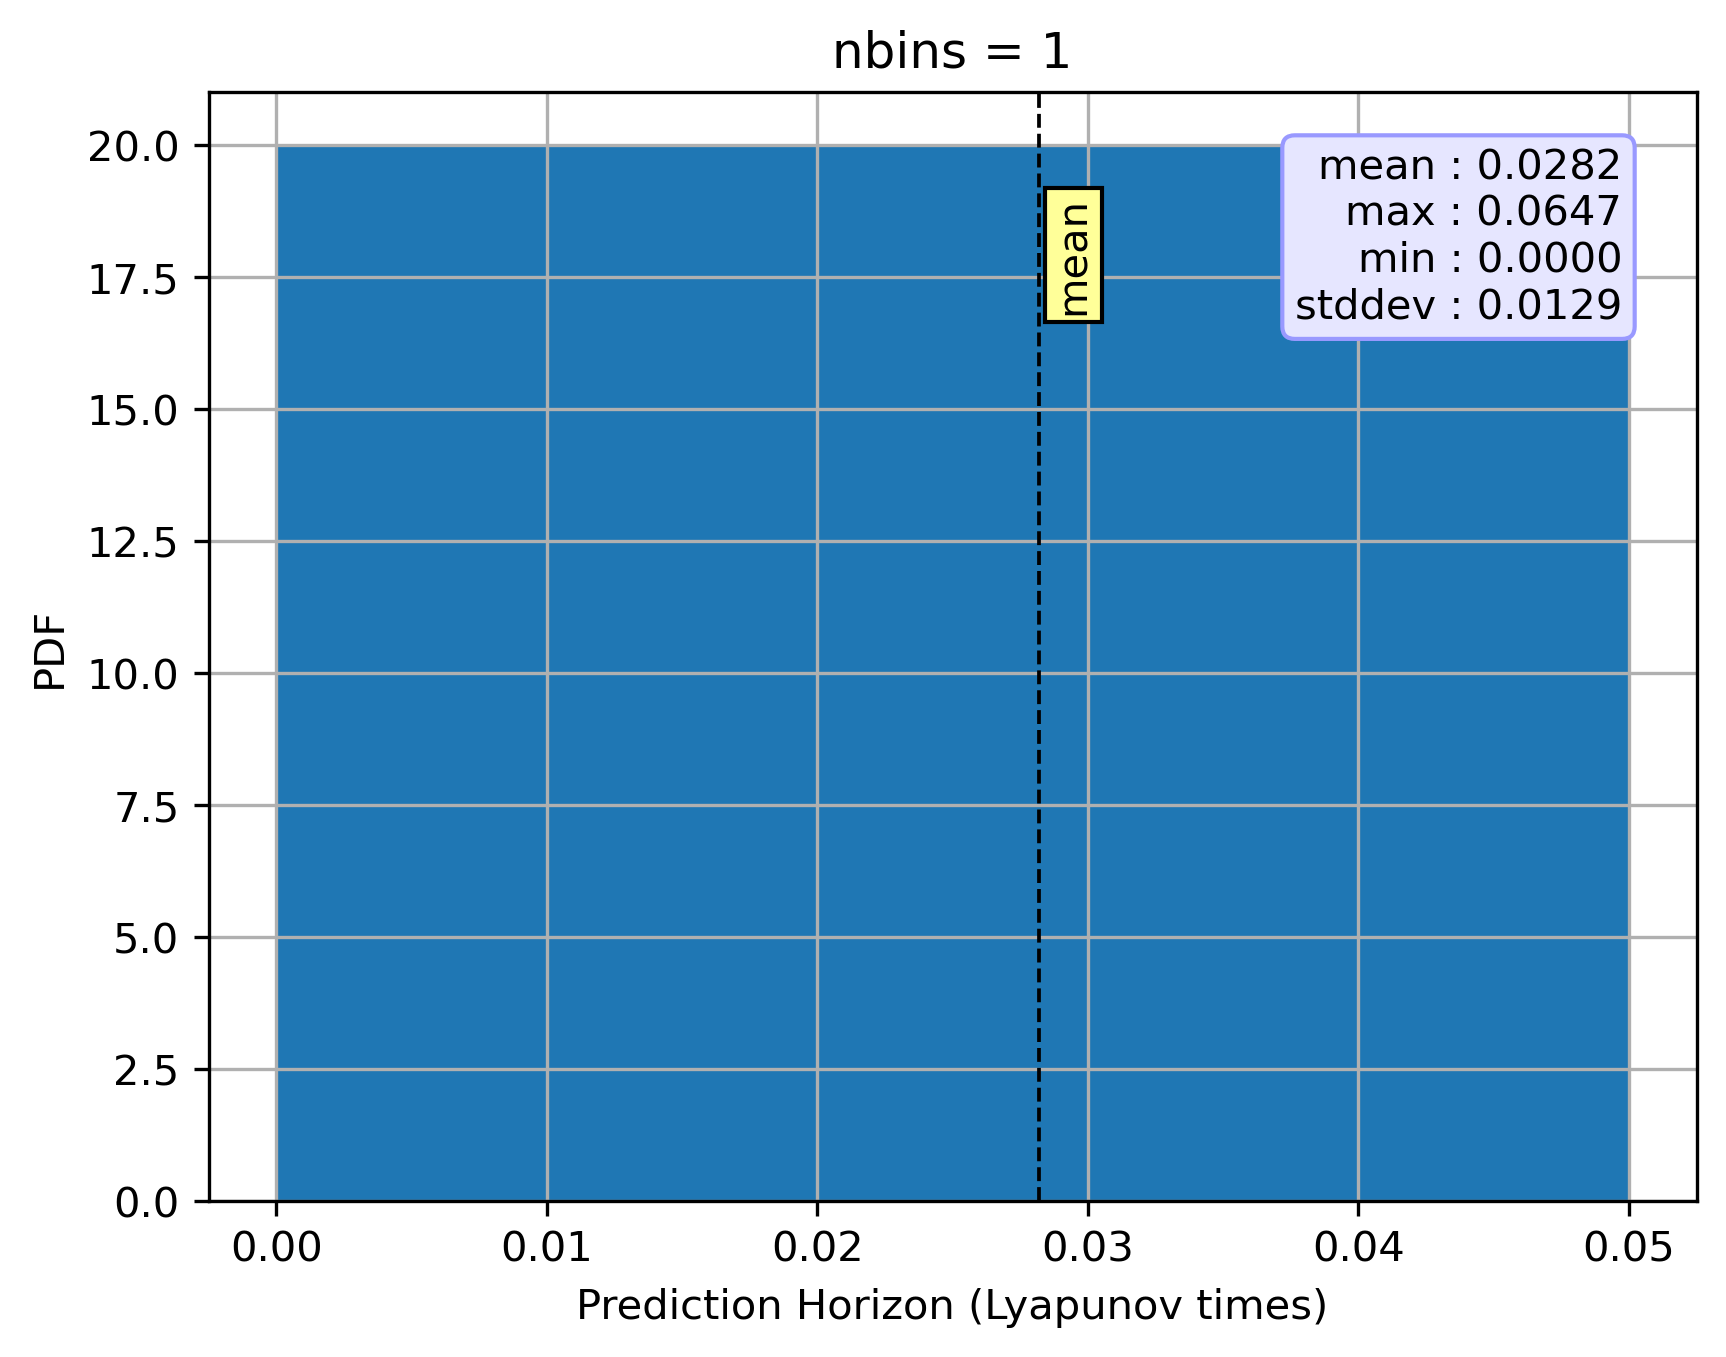 nbins = 1
20.0
17.5
15.0
12.5
10.0
7.5
5.0
2.5
0.0
PDF
mean
mean : 0.0282
max : 0.0647
min : 0.0000
stddev : 0.0129
0.00 0.01 0.02 0.03 0.04 0.05
Prediction Horizon (Lyapunov times)